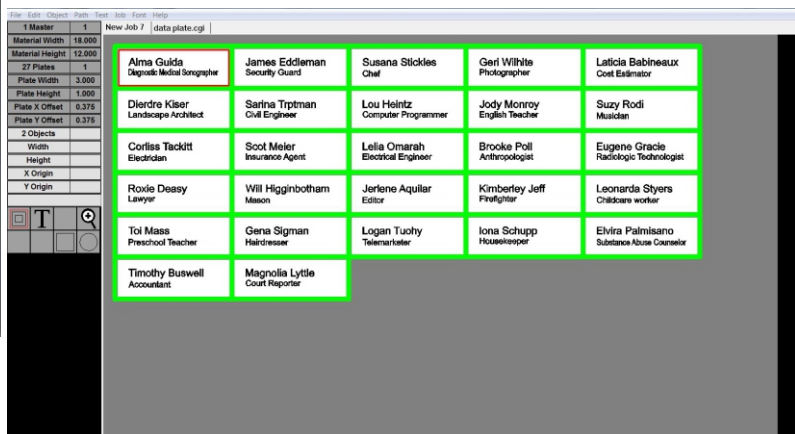 File Edit Object Path Text Job Font Help
1 Master 1
New Job 7 data plate.cgi
Material Width 18.000
Material Height 12.000
27 Plates 1
Plate Width 3.000
Plate Height 1.000
Plate X Offset 0.375
Plate Y Offset 0.375
2 Objects
Width
Height
X Origin
Y Origin
T
Alma Guida
Diagnostic Medical Sonographer
James Eddleman
Security Guard
Susana Stickles
Chef
Geri Wilhite
Photographer
Laticia Babineaux
Cost Estimator
Dierdre Kiser
Landscape Architect
Sarina Trptman
Civil Engineer
Lou Heintz
Computer Programmer
Jody Monroy
English Teacher
Suzy Rodi
Musician
Corliss Tackitt
Electrician
Scot Meier
Insurance Agent
Lelia Omarah
Electrical Engineer
Brooke Poll
Anthropologist
Eugene Gracie
Radiologic Technologist
Roxie Deasy
Lawyer
Will Higginbotham
Mason
Jerlene Aquilar
Editor
Kimberley Jeff
Firefighter
Leonarda Styers
Childcare worker
Toi Mass
Preschool Teacher
Gena Sigman
Hairdresser
Logan Tuohy
Telemarketer
Iona Schupp
Housekeeper
Elvira Palmisano
Substance Abuse Counselor
Timothy Buswell
Accountant
Magnolia Lyttle
Court Reporter